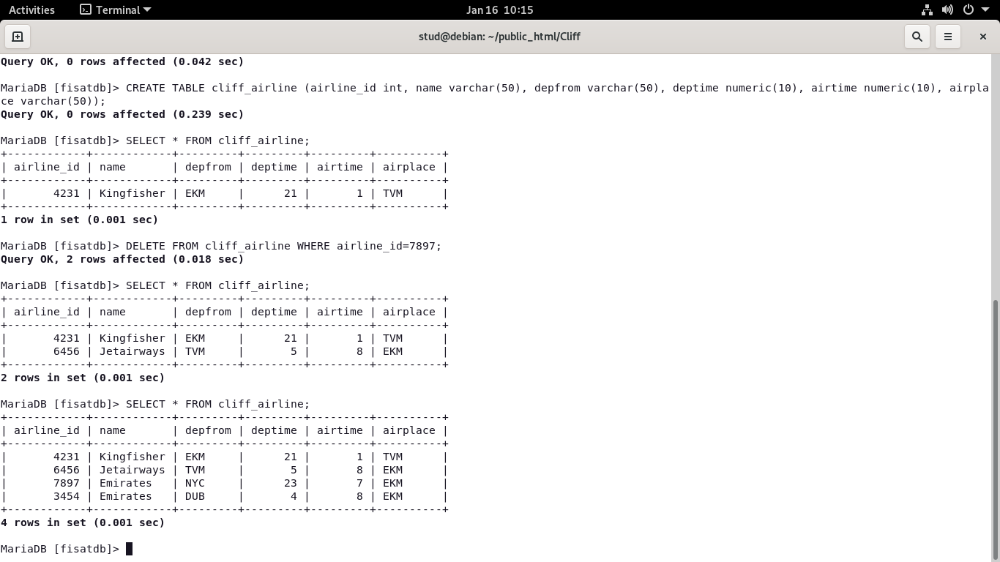 Activities Terminal Jan 16 10:15
stud@debian: ~/public_html/Cliff
Query OK, 0 rows affected (0.042 sec)
MariaDB [fisatdb]> CREATE TABLE cliff_airline (airline_id int, name varchar(50), depfrom varchar(50), deptime numeric(10), airtime numeric(10), airpla
ce varchar(50));
Query OK, 0 rows affected (0.239 sec)
MariaDB [fisatdb]> SELECT * FROM cliff_airline;
+------------+------------+---------+---------+---------+----------+
| airline_id | name       | depfrom | deptime | airtime | airplace |
+------------+------------+---------+---------+---------+----------+
|       4231 | Kingfisher | EKM     |      21 |       1 | TVM      |
+------------+------------+---------+---------+---------+----------+
1 row in set (0.001 sec)
MariaDB [fisatdb]> DELETE FROM cliff_airline WHERE airline_id=7897;
Query OK, 2 rows affected (0.018 sec)
MariaDB [fisatdb]> SELECT * FROM cliff_airline;
+------------+------------+---------+---------+---------+----------+
| airline_id | name       | depfrom | deptime | airtime | airplace |
+------------+------------+---------+---------+---------+----------+
|       4231 | Kingfisher | EKM     |      21 |       1 | TVM      |
|       6456 | Jetairways | TVM     |       5 |       8 | EKM      |
+------------+------------+---------+---------+---------+----------+
2 rows in set (0.001 sec)
MariaDB [fisatdb]> SELECT * FROM cliff_airline;
+------------+------------+---------+---------+---------+----------+
| airline_id | name       | depfrom | deptime | airtime | airplace |
+------------+------------+---------+---------+---------+----------+
|       4231 | Kingfisher | EKM     |      21 |       1 | TVM      |
|       6456 | Jetairways | TVM     |       5 |       8 | EKM      |
|       7897 | Emirates   | NYC     |      23 |       7 | EKM      |
|       3454 | Emirates   | DUB     |       4 |       8 | EKM      |
+------------+------------+---------+---------+---------+----------+
4 rows in set (0.001 sec)
MariaDB [fisatdb]>